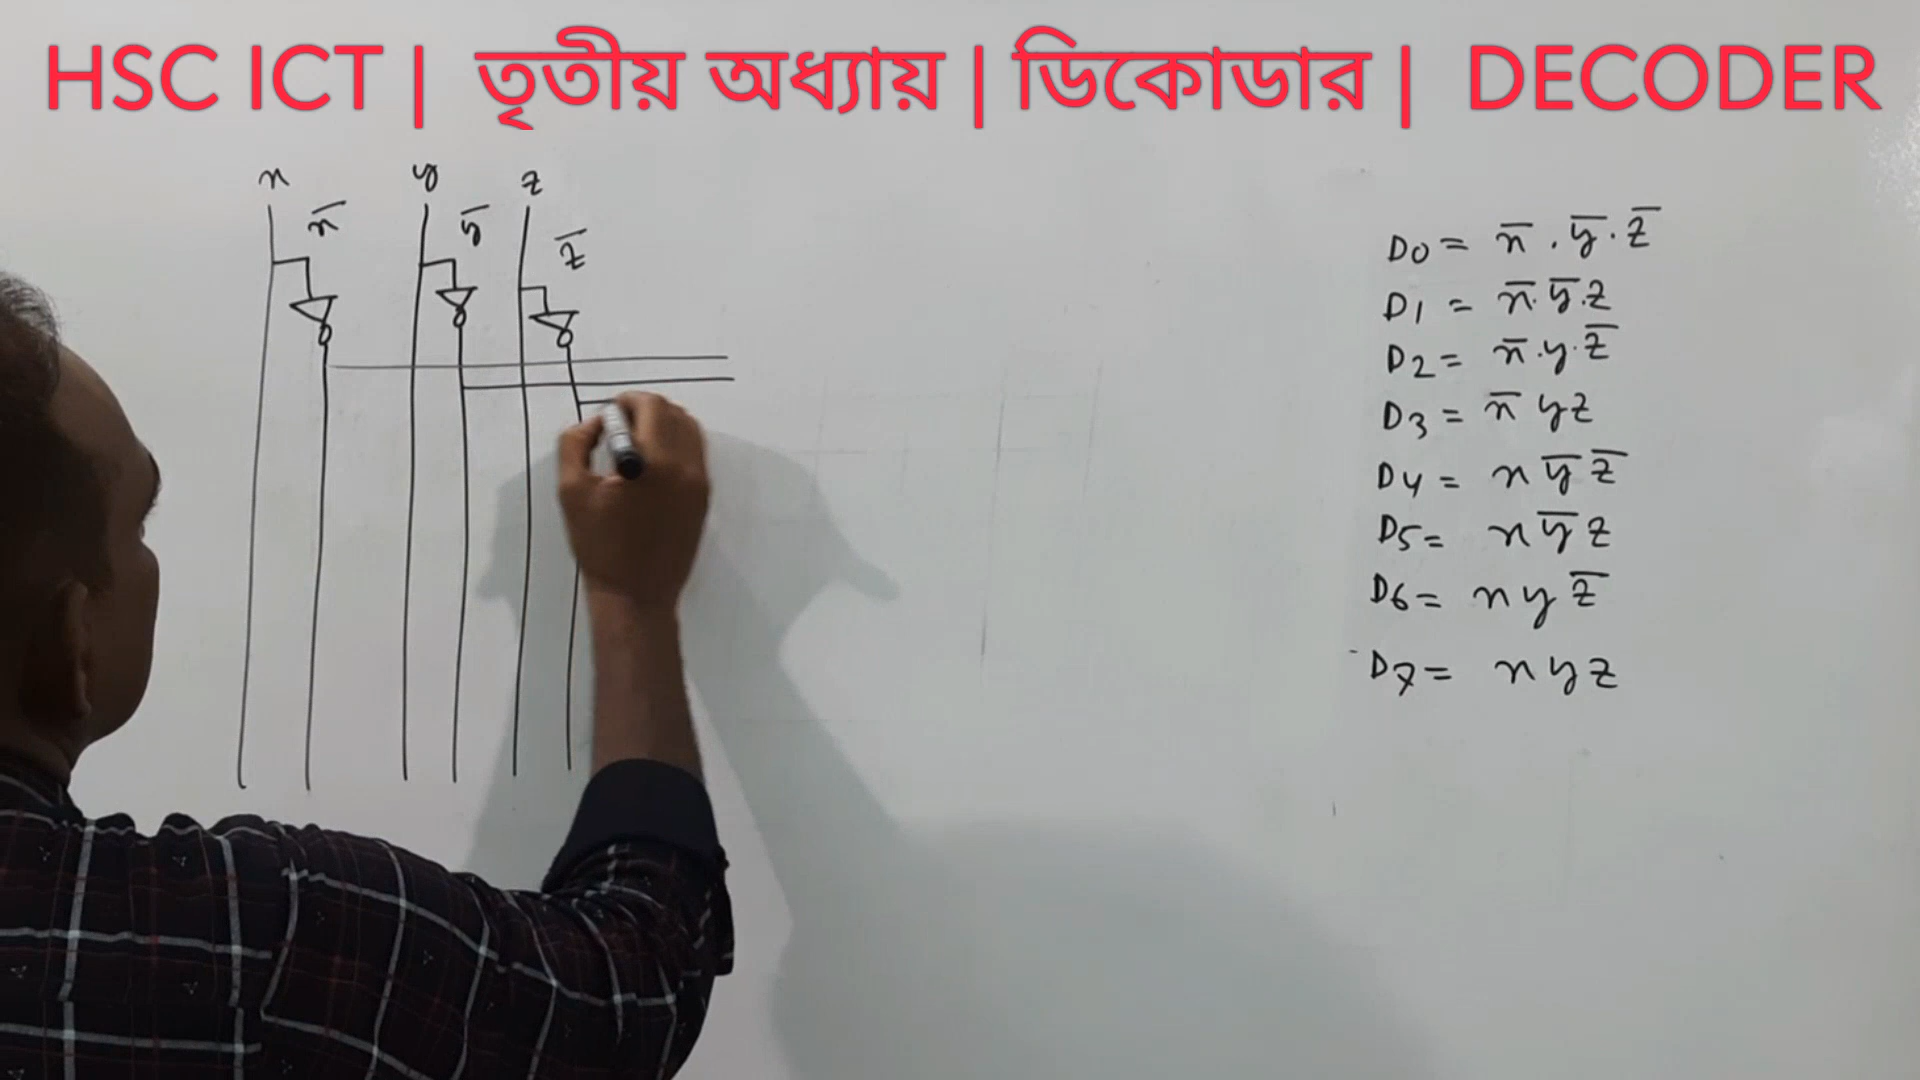 HSC ICT | তৃতীয় অধ্যায় | ডিকোডার | DECODER
x y z
x̅ y̅ z̅
D0 = x̅ . y̅ . z̅
D1 = x̅. y̅.z
D2 = x̅ .y. z̅
D3 = x̅ y z
D4 = x y̅ z̅
D5 = x y̅ z
D6 = x y z̅
D7 = x y z